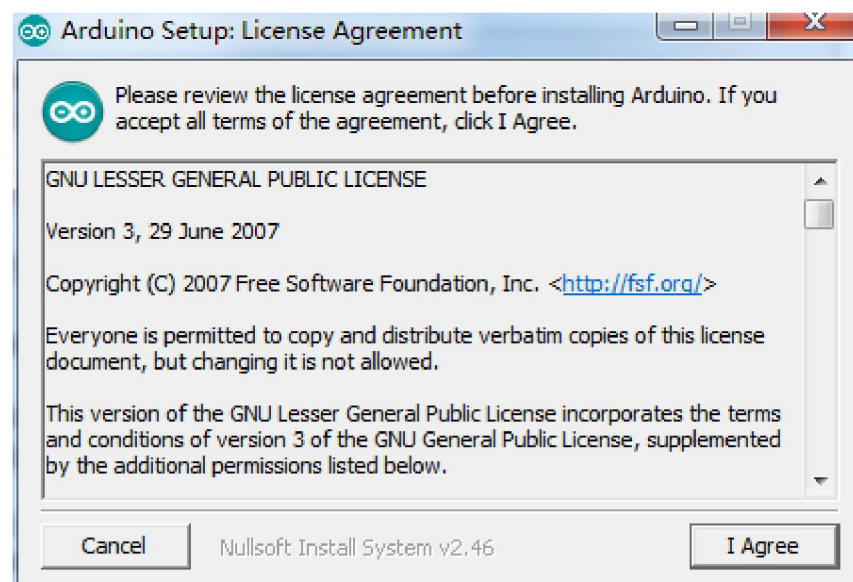 Arduino Setup: License Agreement
Please review the license agreement before installing Arduino. If you
accept all terms of the agreement, click I Agree.
GNU LESSER GENERAL PUBLIC LICENSE
Version 3, 29 June 2007
Copyright (C) 2007 Free Software Foundation, Inc. <http://fsf.org/>
Everyone is permitted to copy and distribute verbatim copies of this license
document, but changing it is not allowed.
This version of the GNU Lesser General Public License incorporates the terms
and conditions of version 3 of the GNU General Public License, supplemented
by the additional permissions listed below.
Cancel
Nullsoft Install System v2.46
I Agree